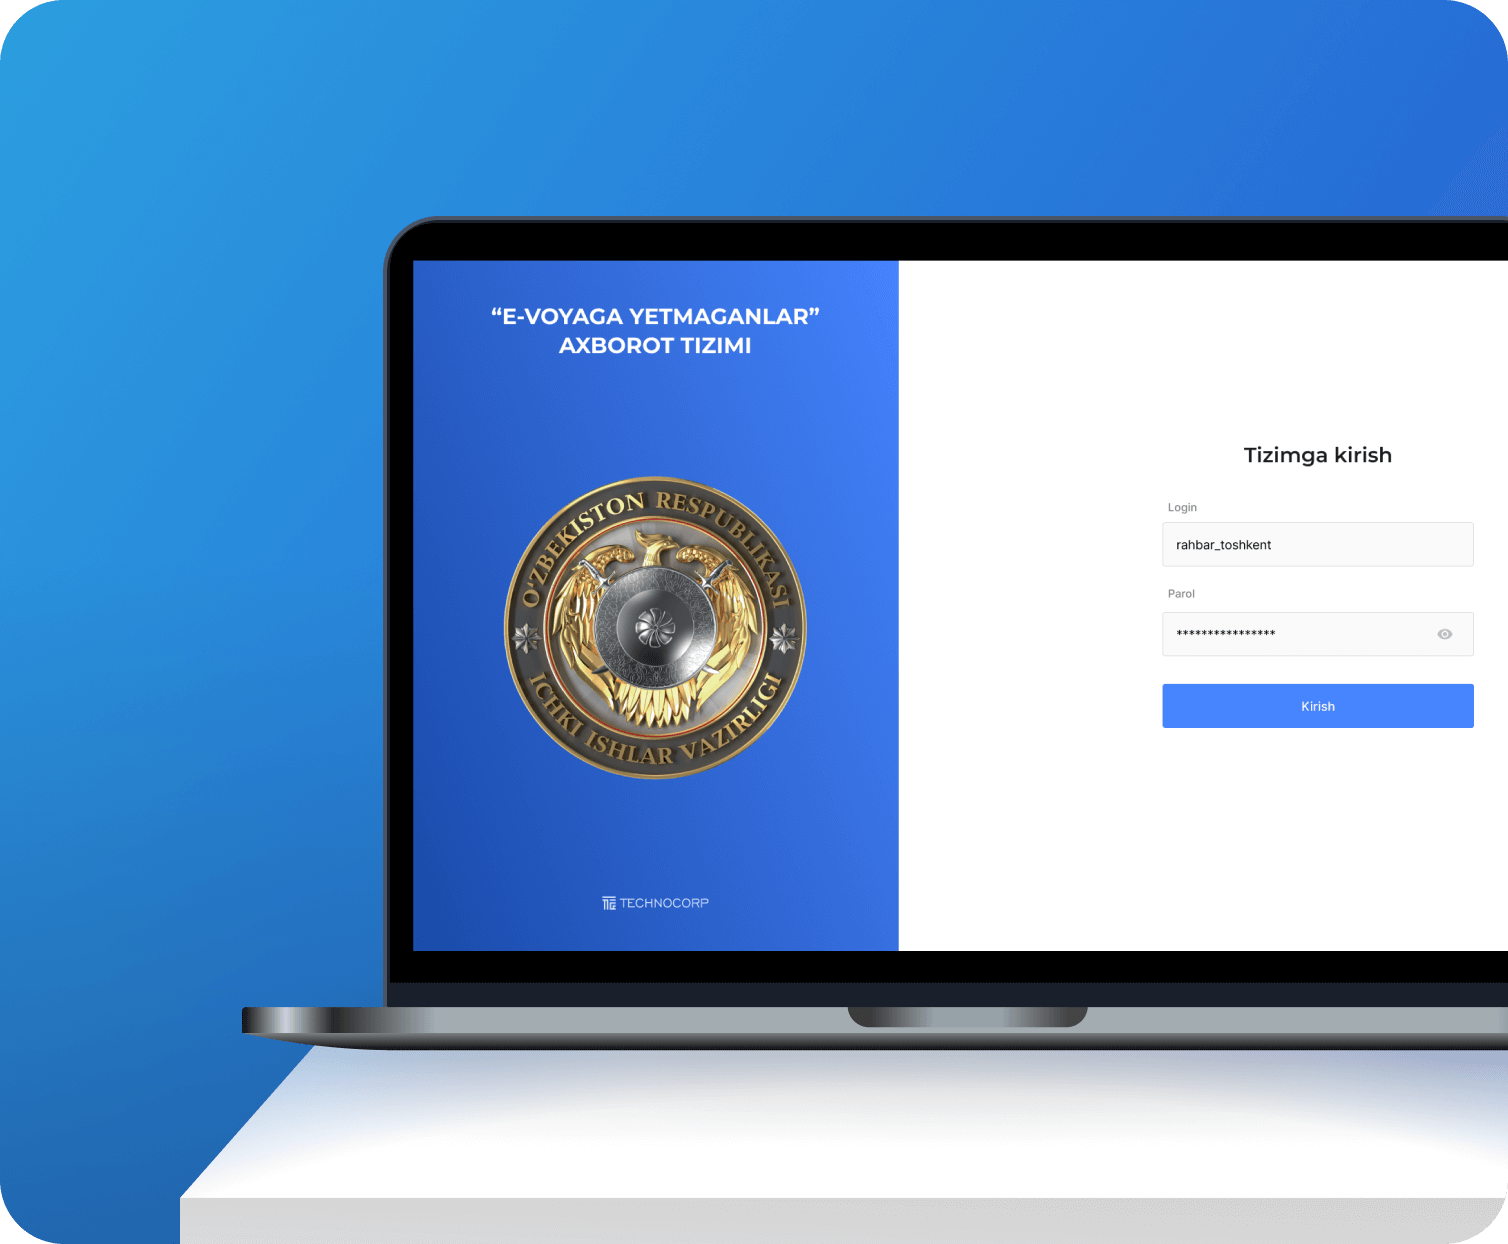 “E-VOYAGA YETMAGANLAR”
AXBOROT TIZIMI
O‘ZBEKISTON RESPUBLIKASI
ICHKI ISHLAR VAZIRLIGI
TECHNOCORP
Tizimga kirish
Login
rahbar_toshkent
Parol
****************
Kirish